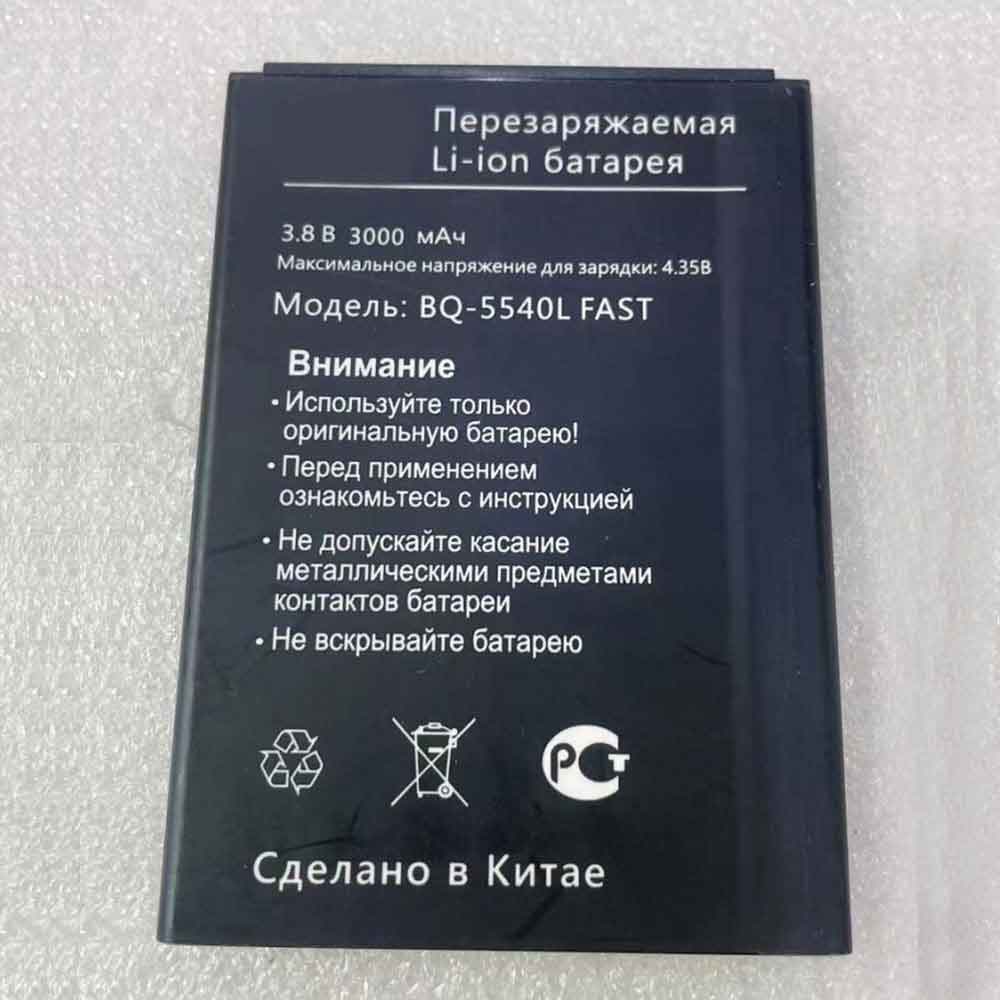 Перезаряжаемая
Li-ion батарея
3.8 В 3000 мАч
Максимальное напряжение для зарядки: 4.35В
Модель: BQ-5540L FAST
Внимание
• Используйте только
оригинальную батарею!
• Перед применением
ознакомьтесь с инструкцией
• Не допускайте касание
металлическими предметами
контактов батареи
• Не вскрывайте батарею
РСТ
Сделано в Китае